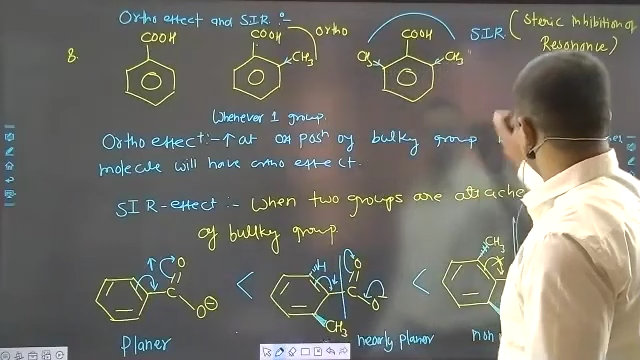 Ortho effect and SIR :-
8.
COOH
COOH
CH3
Ortho
COOH
CH3
CH3
SIR (Steric Inhibition of
Resonance)
Whenever 1 group.
Ortho effect :- ↑ at posn by bulky group
molecule will have ortho effect.
SIR-effect :- When two groups are attache
of bulky group
O
C
O⊖
<
H
CH3
C
O
O-
<
CH3
planer
nearly planer
non